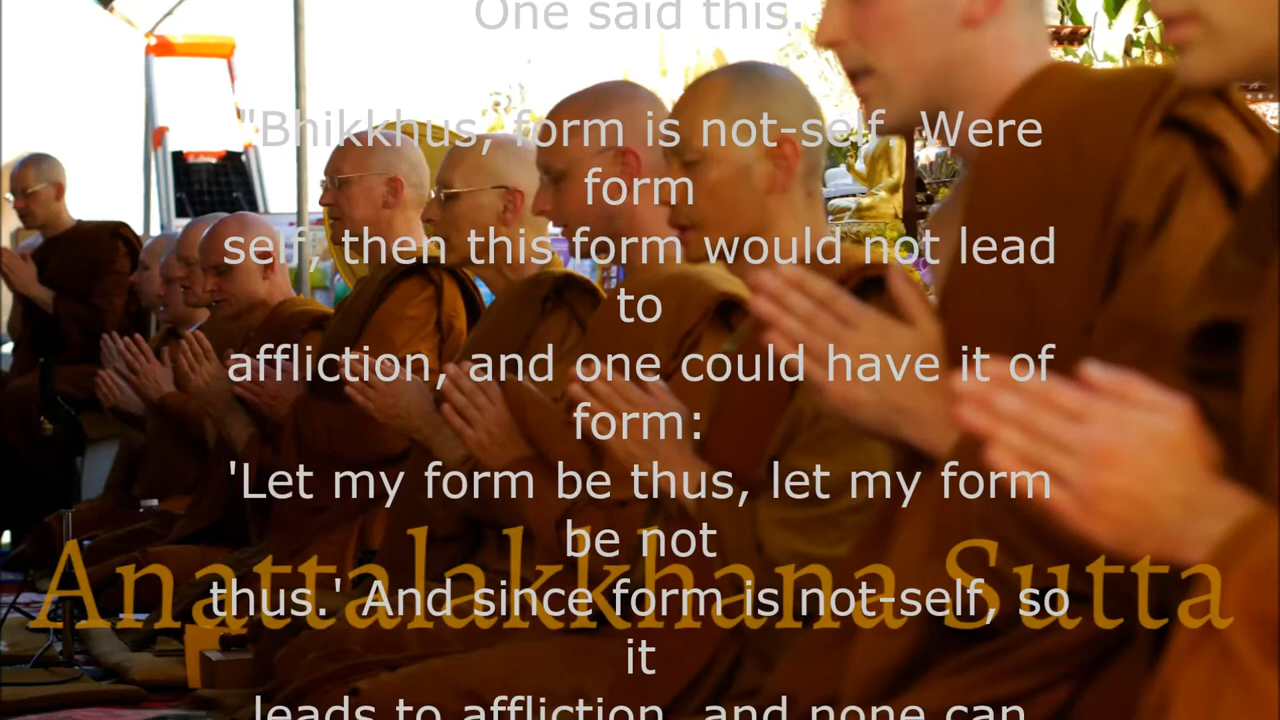 One said this.
"Bhikkhus, form is not-self. Were
form
self, then this form would not lead
to
affliction, and one could have it of
form:
'Let my form be thus, let my form
be not
thus.' And since form is not-self, so
it
leads to affliction, and none can
Anattalakkhana Sutta